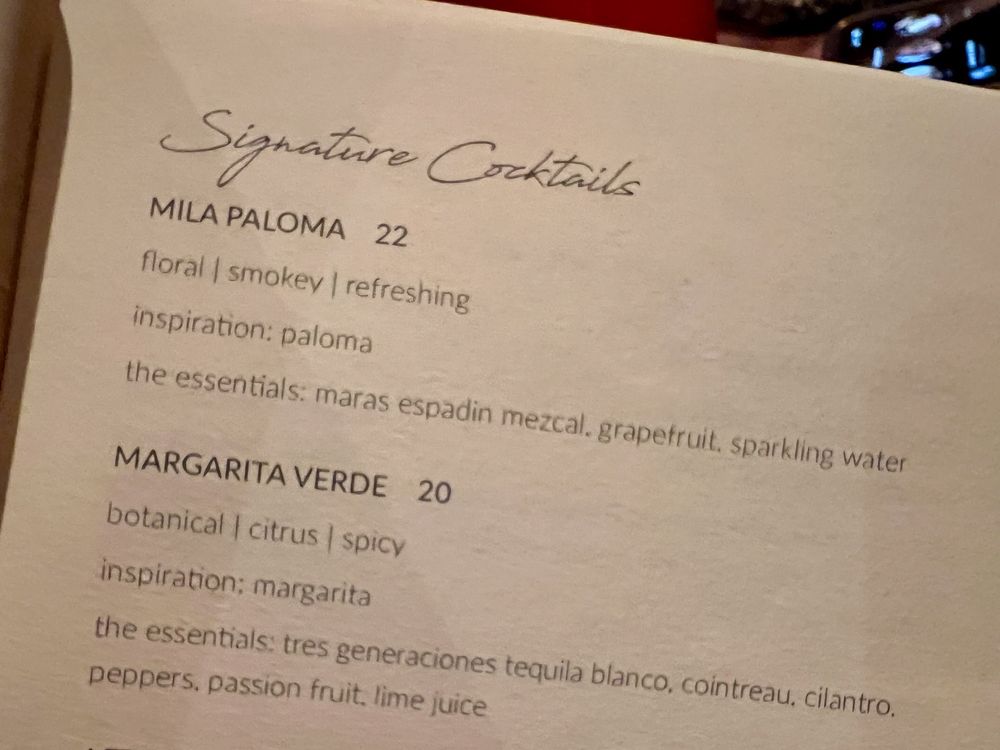 Signature Cocktails
MILA PALOMA 22
floral | smokey | refreshing
inspiration: paloma
the essentials: maras espadin mezcal, grapefruit, sparkling water
MARGARITA VERDE 20
botanical | citrus | spicy
inspiration: margarita
the essentials: tres generaciones tequila blanco, cointreau, cilantro,
peppers, passion fruit, lime juice